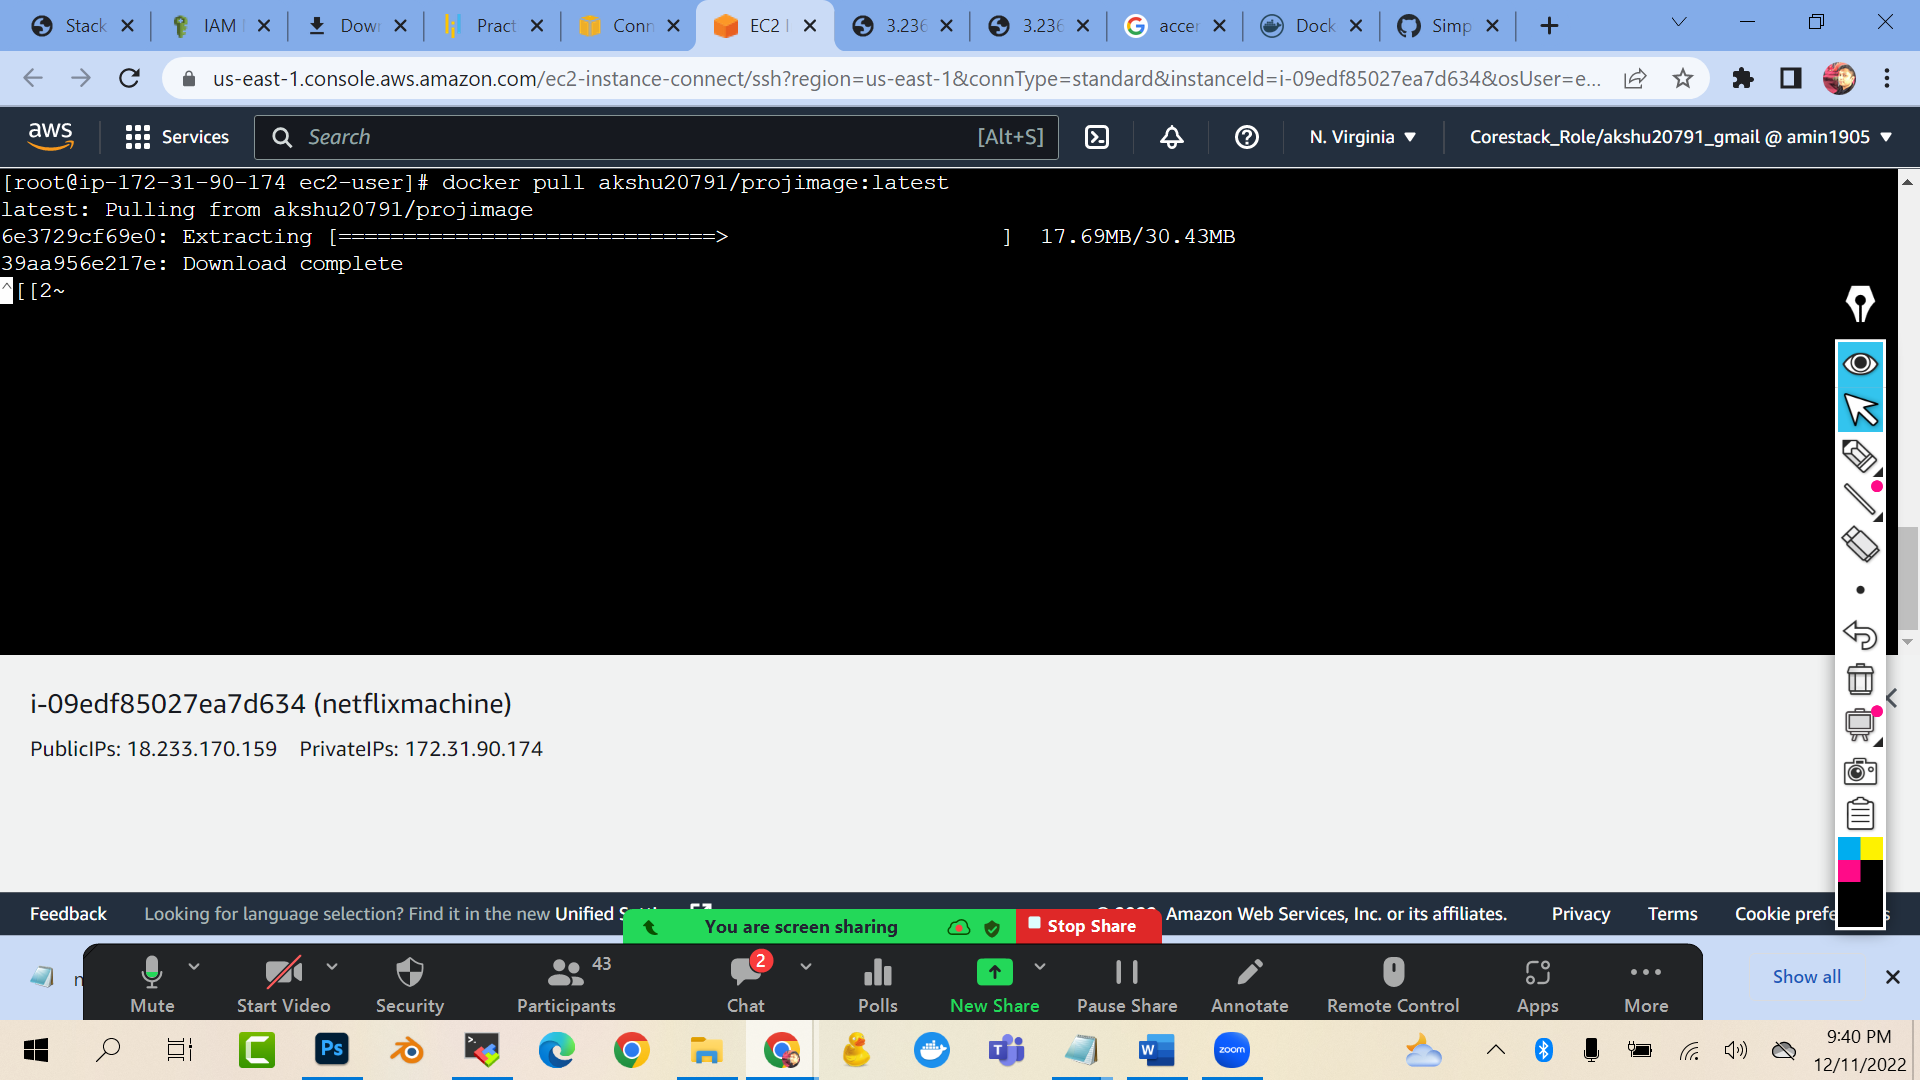 Stack
IAM
Dow
Pract
Conn
EC2
3.236
3.236
accer
Dock
Simp
us-east-1.console.aws.amazon.com/ec2-instance-connect/ssh?region=us-east-1&connType=standard&instanceId=i-09edf85027ea7d634&osUser=e...
aws
Services
Search
[Alt+S]
N. Virginia
Corestack_Role/akshu20791_gmail @ amin1905
[root@ip-172-31-90-174 ec2-user]# docker pull akshu20791/projimage:latest
latest: Pulling from akshu20791/projimage
6e3729cf69e0: Extracting [=============================> ] 17.69MB/30.43MB
39aa956e217e: Download complete
^[[2~
i-09edf85027ea7d634 (netflixmachine)
PublicIPs: 18.233.170.159 PrivateIPs: 172.31.90.174
Feedback
Looking for language selection? Find it in the new Unified
Amazon Web Services, Inc. or its affiliates.
Privacy
Terms
Cookie prefe
You are screen sharing
Stop Share
43
2
Mute
Start Video
Security
Participants
Chat
Polls
New Share
Pause Share
Annotate
Remote Control
Apps
More
Show all
Ps
W
zoom
9:40 PM
12/11/2022